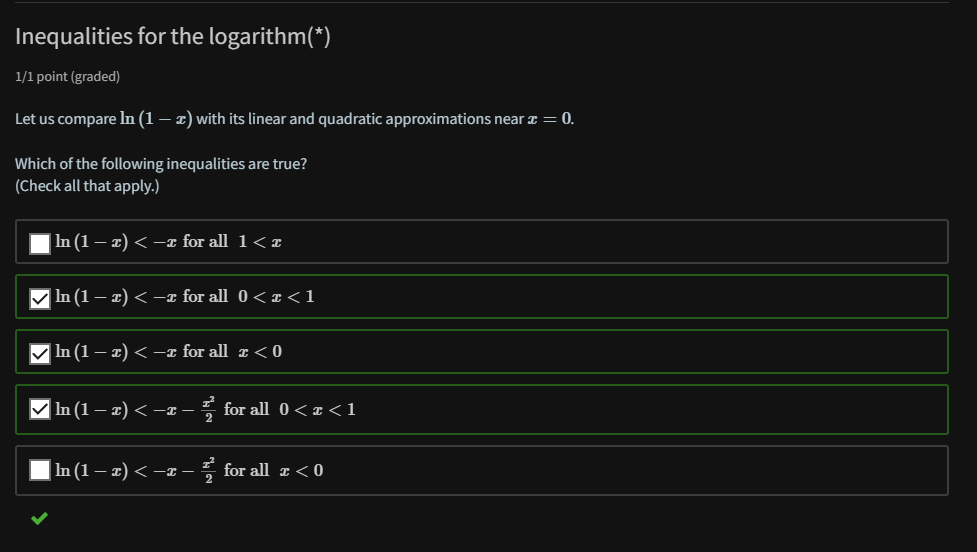 Inequalities for the logarithm(*)
1/1 point (graded)
Let us compare ln (1 − x) with its linear and quadratic approximations near x = 0.
Which of the following inequalities are true?
(Check all that apply.)
ln (1 − x) < −x for all 1 < x
ln (1 − x) < −x for all 0 < x < 1
ln (1 − x) < −x for all x < 0
ln (1 − x) < −x − x²/2 for all 0 < x < 1
ln (1 − x) < −x − x²/2 for all x < 0